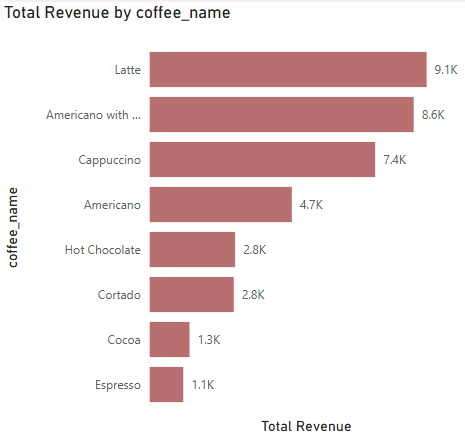 Total Revenue by coffee_name
Latte 9.1K
Americano with ... 8.6K
Cappuccino 7.4K
Americano 4.7K
Hot Chocolate 2.8K
Cortado 2.8K
Cocoa 1.3K
Espresso 1.1K
coffee_name
Total Revenue